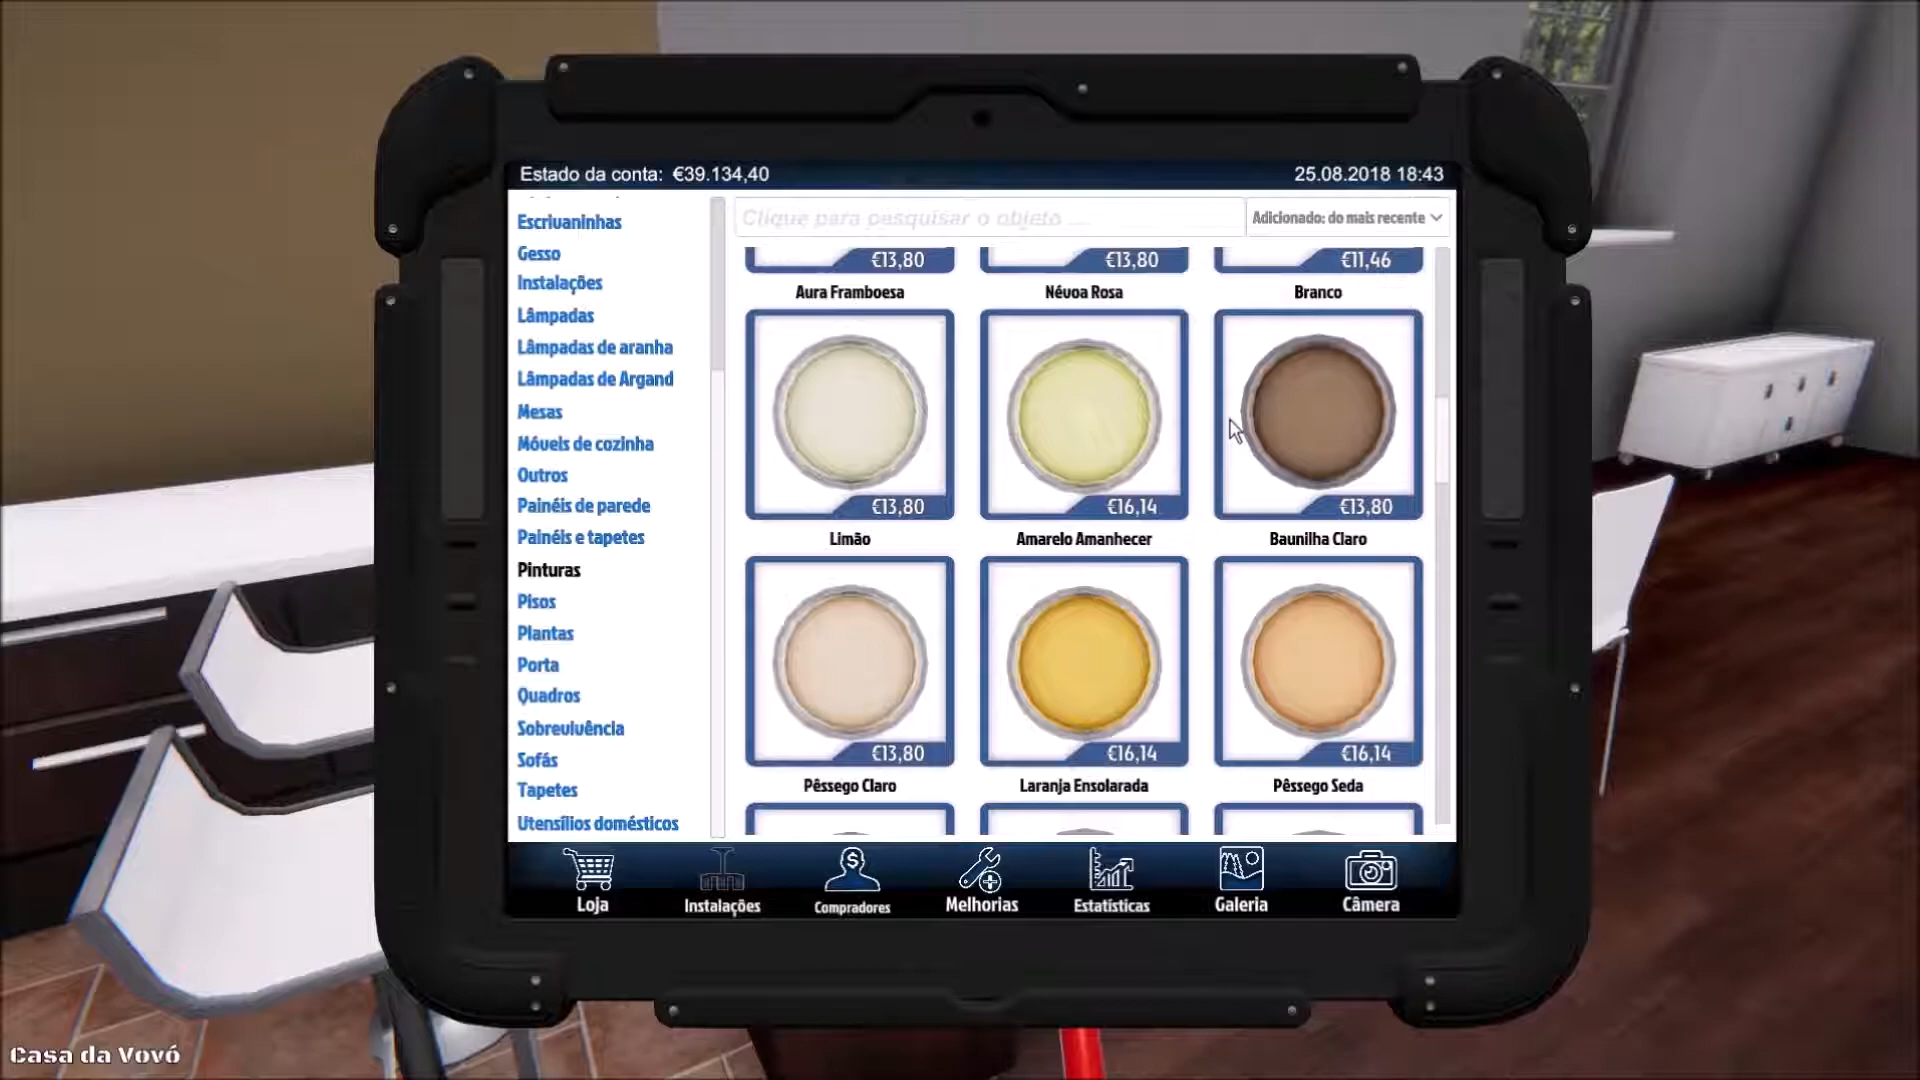 Estado da conta: €39.134,40
25.08.2018 18:43
Escrivaninhas
Gesso
Instalações
Lâmpadas
Lâmpadas de aranha
Lâmpadas de Argand
Mesas
Móveis de cozinha
Outros
Painéis de parede
Painéis e tapetes
Pinturas
Pisos
Plantas
Porta
Quadros
Sobrevivência
Sofás
Tapetes
Utensílios domésticos
Clique para pesquisar o objeto ...
Adicionado: do mais recente
€13,80 €13,80 €11,46
Aura Framboesa Névoa Rosa Branco
€13,80 €16,14 €13,80
Limão Amarelo Amanhecer Baunilha Claro
€13,80 €16,14 €16,14
Pêssego Claro Laranja Ensolarada Pêssego Seda
Loja Instalações Compradores Melhorias Estatísticas Galeria Câmera
Casa da Vovó